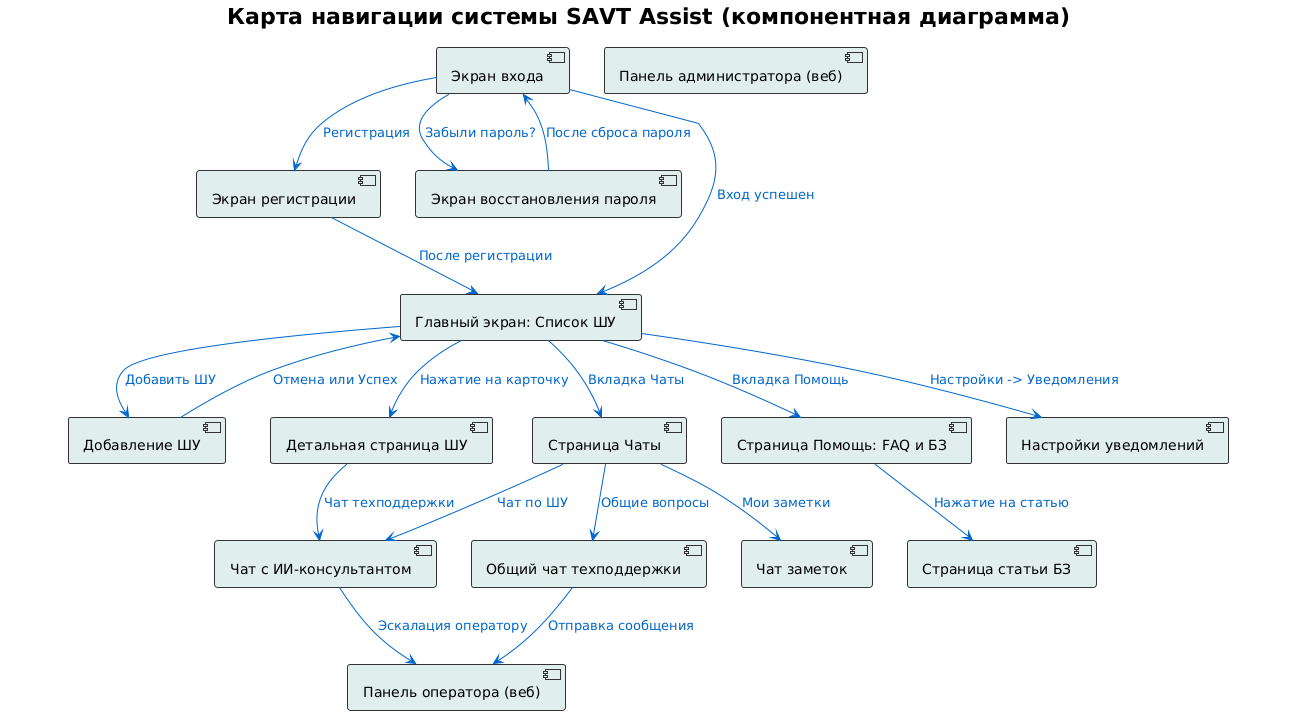 Карта навигации системы SAVT Assist (компонентная диаграмма)
Экран входа
Панель администратора (веб)
Регистрация
Забыли пароль?
После сброса пароля
Вход успешен
Экран регистрации
Экран восстановления пароля
После регистрации
Главный экран: Список ШУ
Добавить ШУ
Отмена или Успех
Нажатие на карточку
Вкладка Чаты
Вкладка Помощь
Настройки -> Уведомления
Добавление ШУ
Детальная страница ШУ
Страница Чаты
Страница Помощь: FAQ и БЗ
Настройки уведомлений
Чат техподдержки
Чат по ШУ
Общие вопросы
Мои заметки
Нажатие на статью
Чат с ИИ-консультантом
Общий чат техподдержки
Чат заметок
Страница статьи БЗ
Эскалация оператору
Отправка сообщения
Панель оператора (веб)